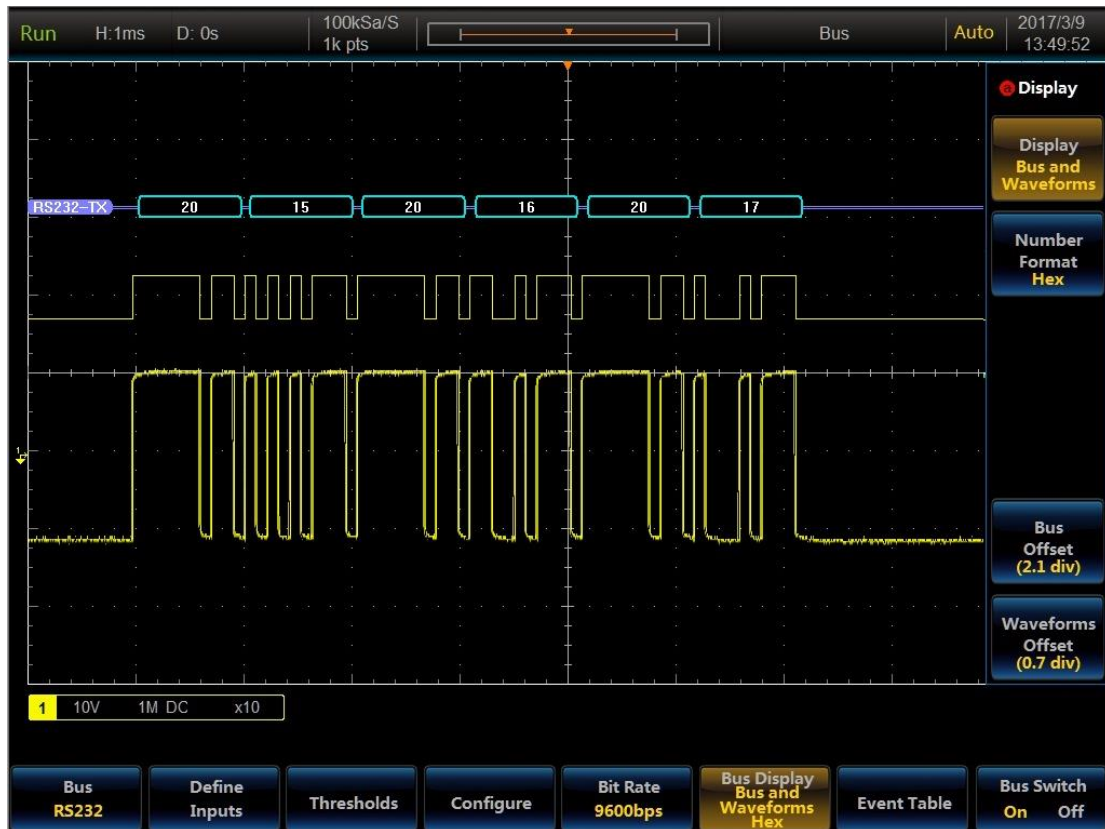 Run H:1ms D: 0s 100kSa/S Bus Auto 2017/3/9
1k pts 13:49:52
a Display
Display
Bus and
Waveforms
RS232-TX 20 15 20 16 20 17
Number
Format
Hex
1
Bus
Offset
(2.1 div)
Waveforms
Offset
(0.7 div)
1 10V 1M DC x10
Bus
RS232
Define
Inputs
Thresholds
Configure
Bit Rate
9600bps
Bus Display
Bus and
Waveforms
Hex
Event Table
Bus Switch
On Off